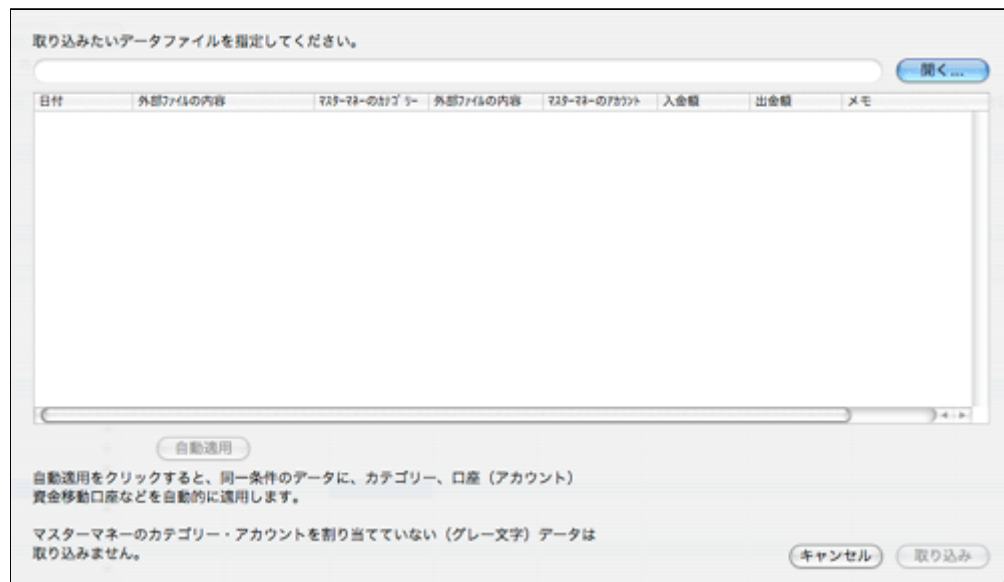 取り込みたいデータファイルを指定してください。
開く...
日付 外部ﾌｧｲﾙの内容 ﾏｽﾀｰﾏﾈｰのｶﾃｺﾞﾘｰ 外部ﾌｧｲﾙの内容 ﾏｽﾀｰﾏﾈｰのｱｶｳﾝﾄ 入金額 出金額 メモ
自動適用
自動適用をクリックすると、同一条件のデータに、カテゴリー、口座（アカウント）
資金移動口座などを自動的に適用します。
マスターマネーのカテゴリー・アカウントを割り当てていない（グレー文字）データは
取り込みません。
キャンセル 取り込み